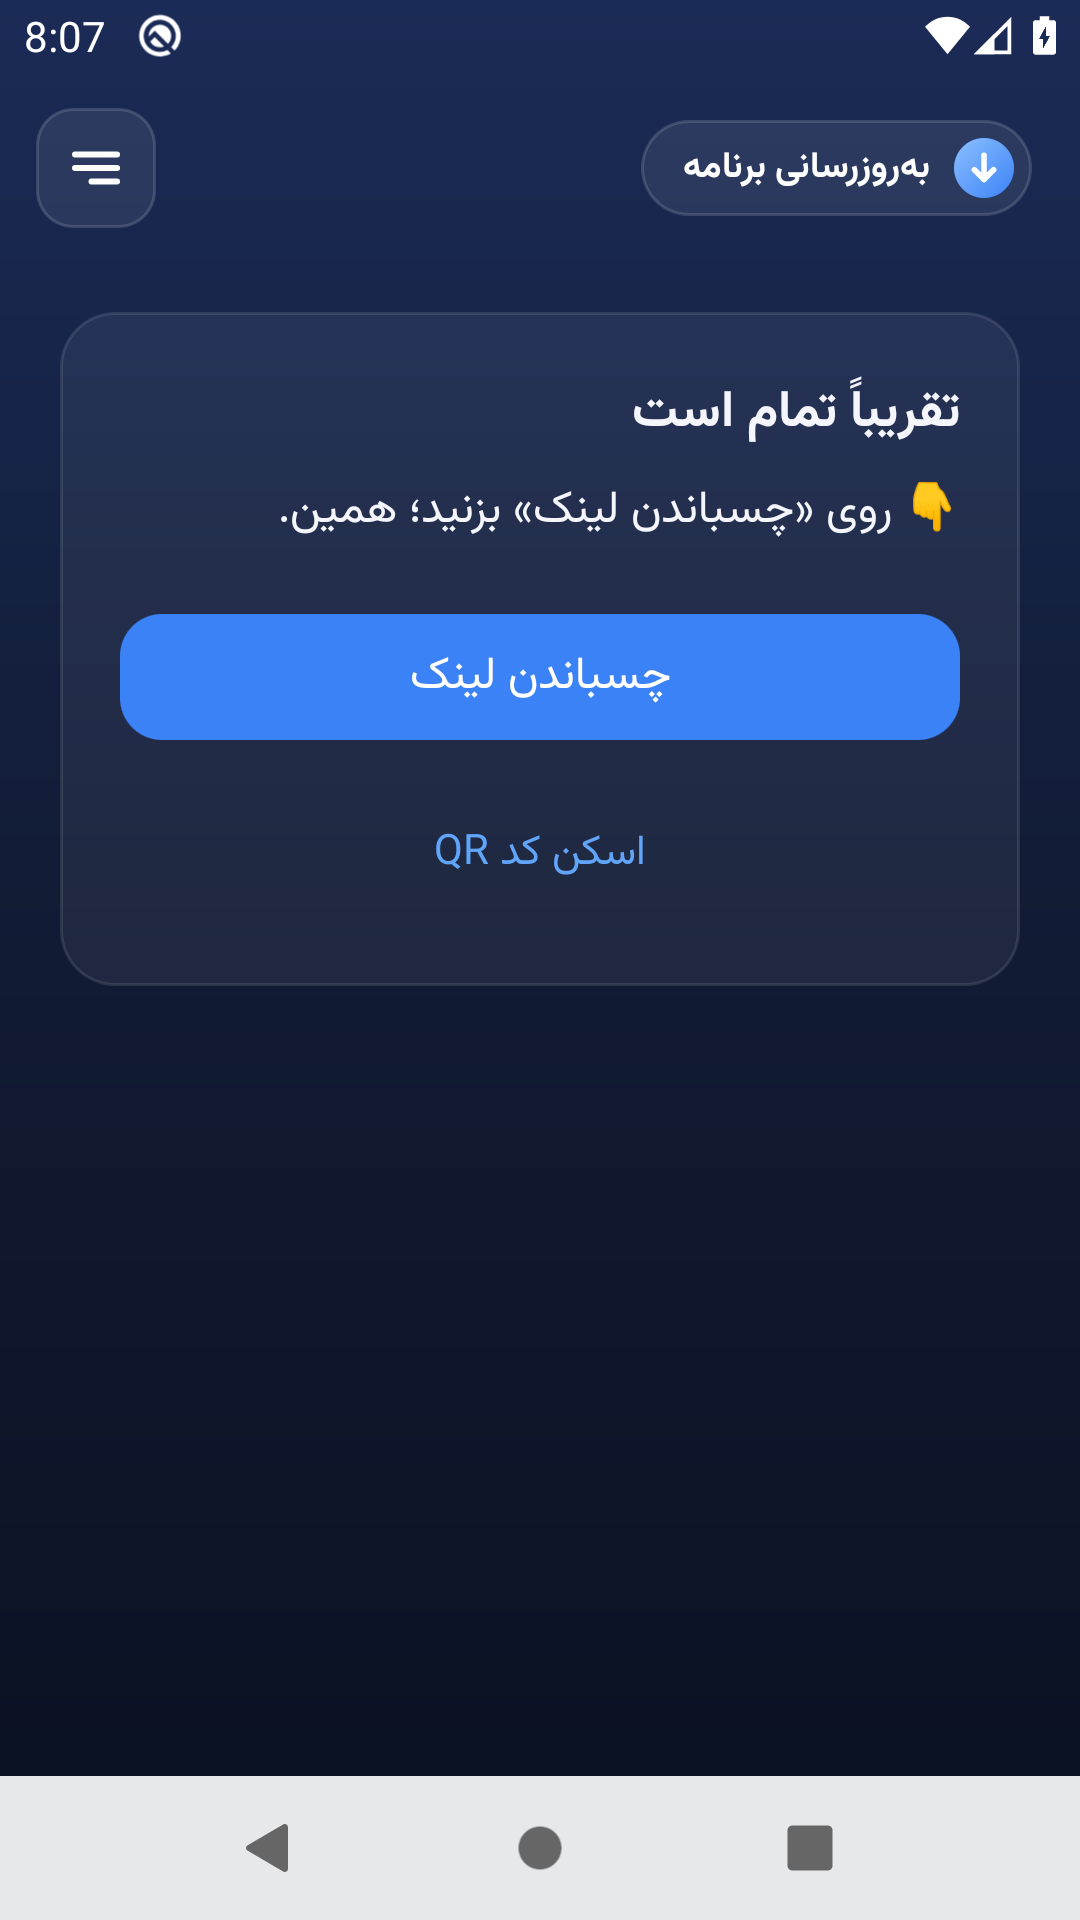 8:07
به‌روزرسانی برنامه
تقریباً تمام است
👇 روی «چسباندن لینک» بزنید؛ همین.
چسباندن لینک
اسکن کد QR